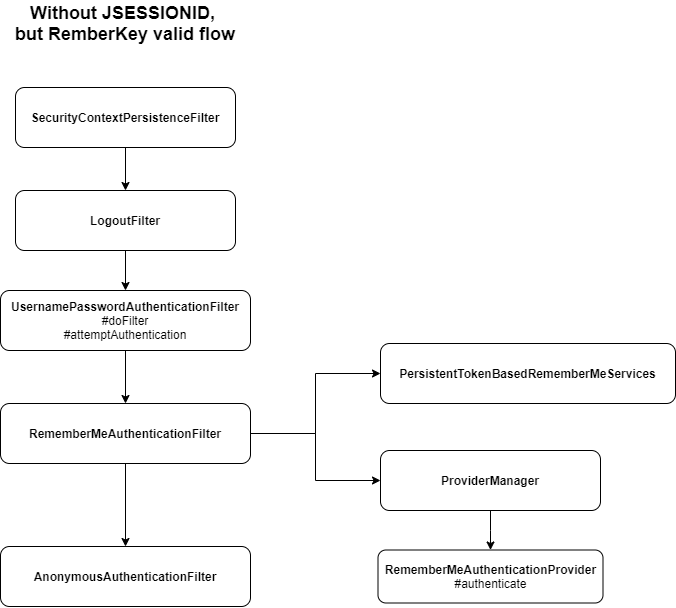 Without JSESSIONID,
but RemberKey valid flow
SecurityContextPersistenceFilter
LogoutFilter
UsernamePasswordAuthenticationFilter
#doFilter
#attemptAuthentication
PersistentTokenBasedRememberMeServices
RememberMeAuthenticationFilter
ProviderManager
AnonymousAuthenticationFilter
RememberMeAuthenticationProvider
#authenticate